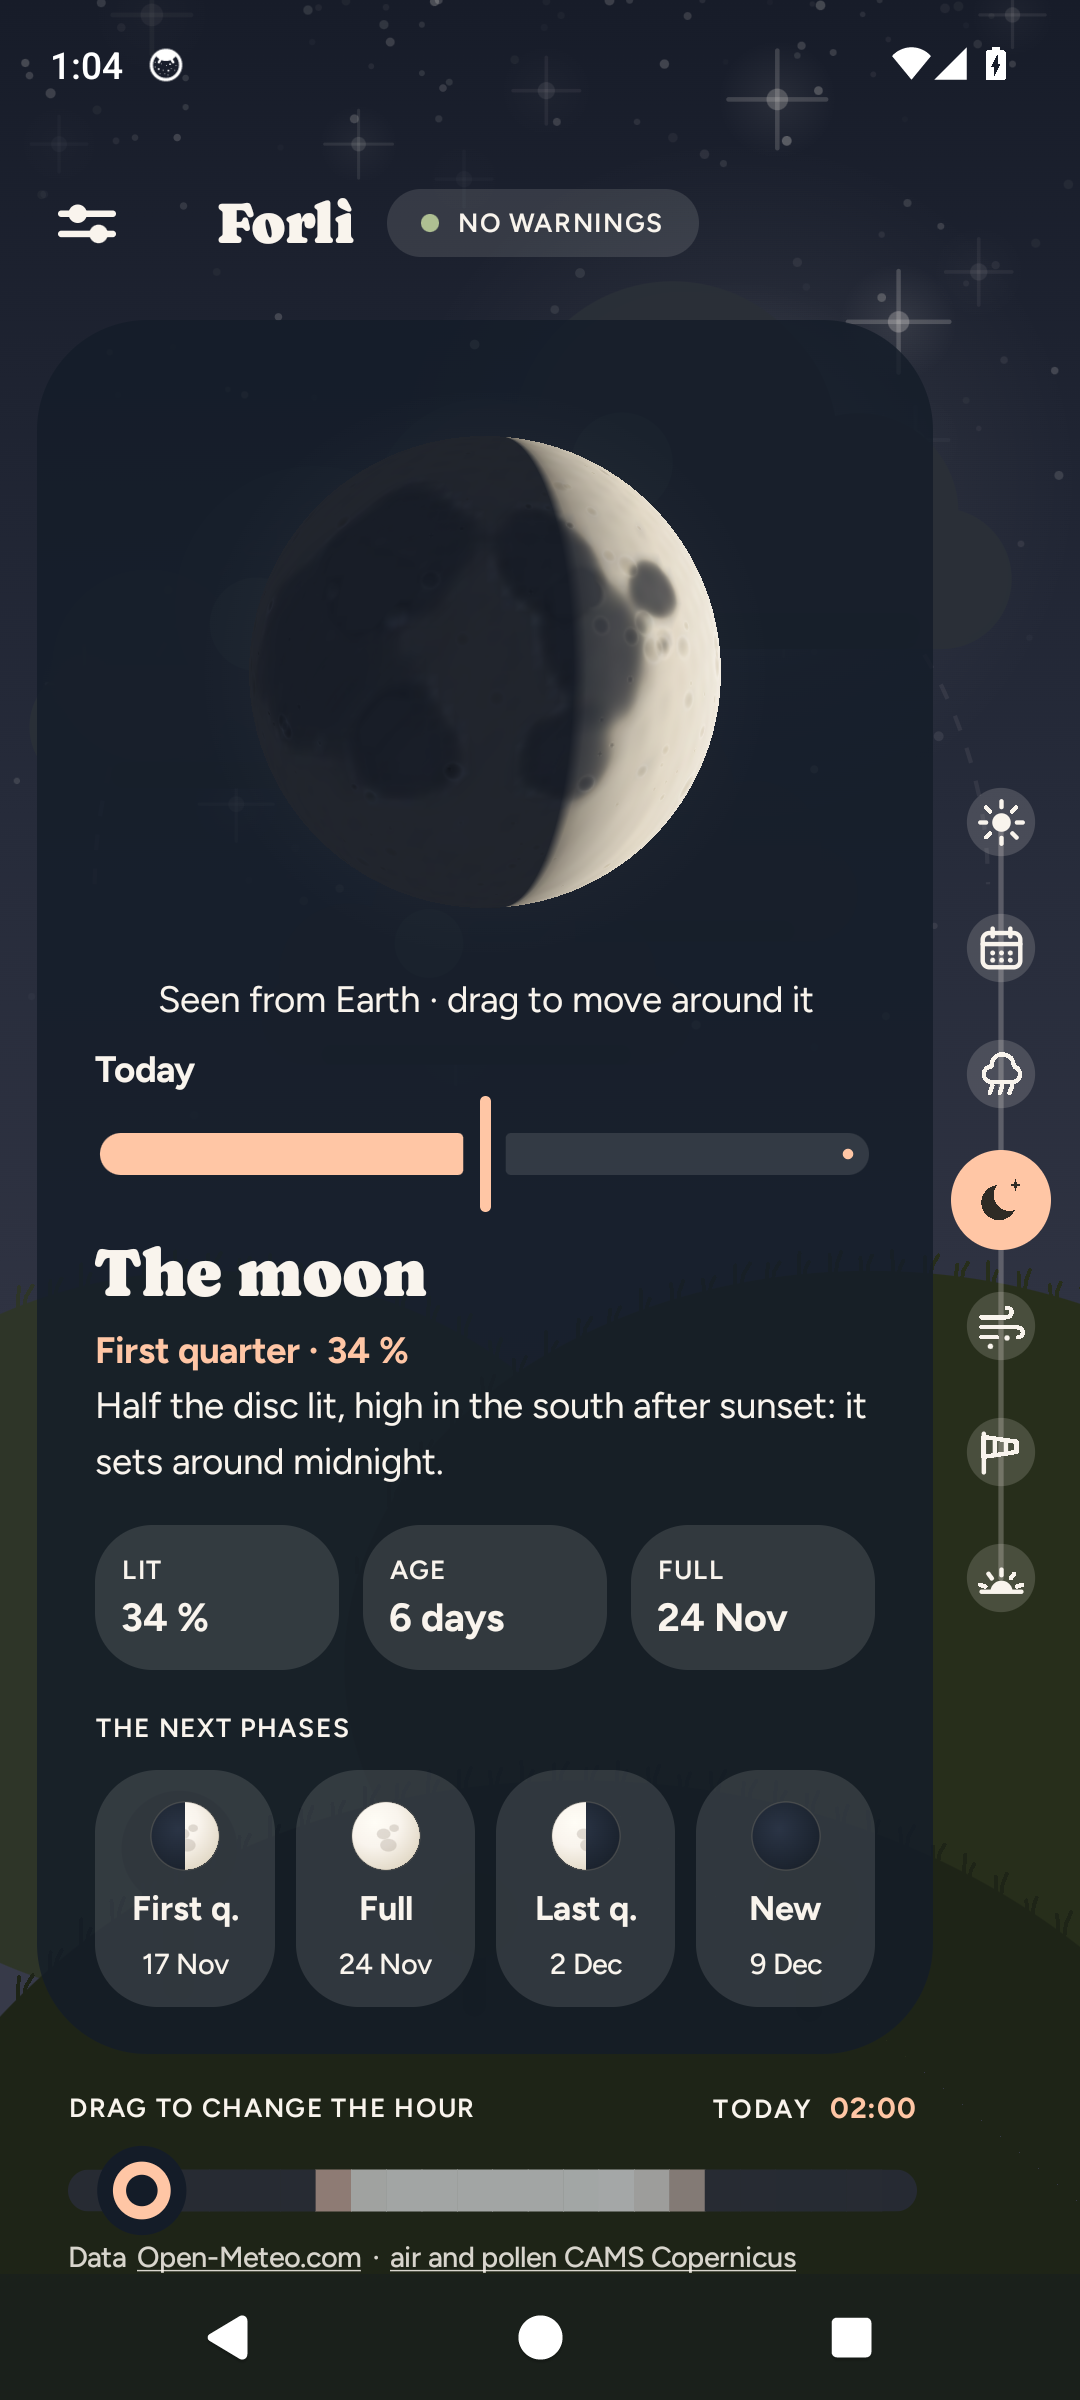 1:04
Forlì
NO WARNINGS
Seen from Earth · drag to move around it
Today
The moon
First quarter · 34 %
Half the disc lit, high in the south after sunset: it
sets around midnight.
LIT
34 %
AGE
6 days
FULL
24 Nov
THE NEXT PHASES
First q.
17 Nov
Full
24 Nov
Last q.
2 Dec
New
9 Dec
DRAG TO CHANGE THE HOUR
TODAY 02:00
Data Open-Meteo.com · air and pollen CAMS Copernicus